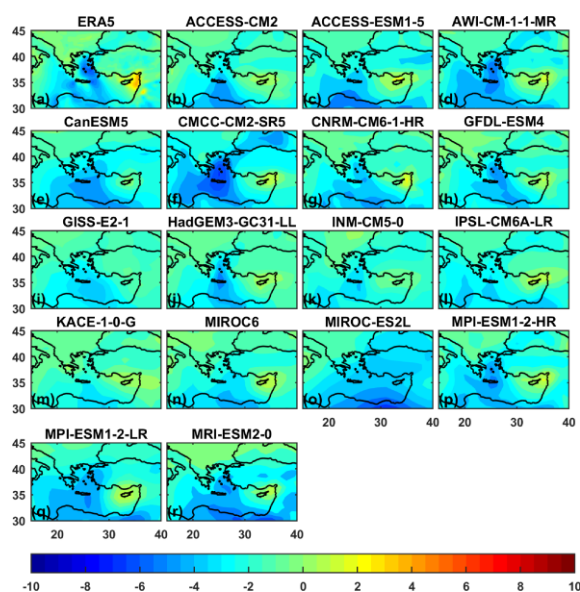 ERA5 ACCESS-CM2 ACCESS-ESM1-5 AWI-CM-1-1-MR
45
40
35
30
(a) (b) (c) (d)
CanESM5 CMCC-CM2-SR5 CNRM-CM6-1-HR GFDL-ESM4
45
40
35
30
(e) (f) (g) (h)
GISS-E2-1 HadGEM3-GC31-LL INM-CM5-0 IPSL-CM6A-LR
45
40
35
30
(i) (j) (k) (l)
KACE-1-0-G MIROC6 MIROC-ES2L MPI-ESM1-2-HR
45
40
35
30
(m) (n) (o) (p)
20 30 40 20 30 40
MPI-ESM1-2-LR MRI-ESM2-0
45
40
35
30
(q) (r)
20 30 40 20 30 40
-10 -8 -6 -4 -2 0 2 4 6 8 10